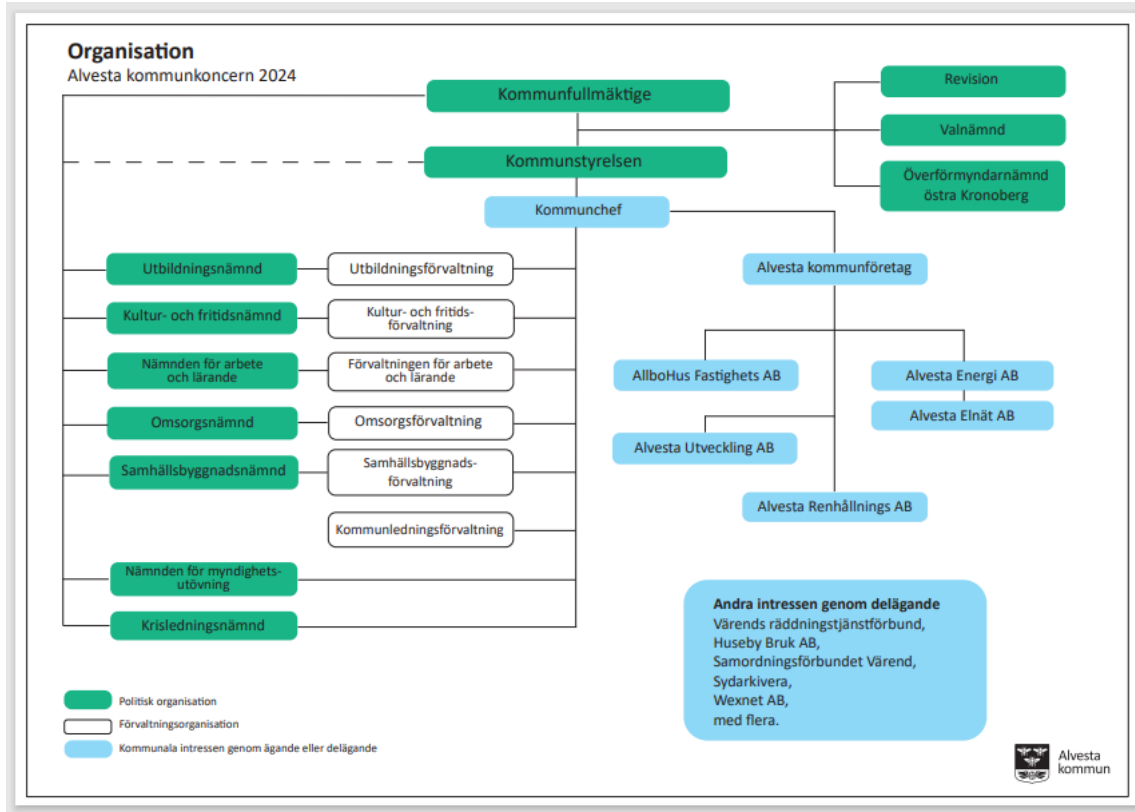 Organisation
Alvesta kommunkoncern 2024
Kommunfullmäktige
Revision
Valnämnd
Kommunstyrelsen
Överförmyndarnämnd
östra Kronoberg
Kommunchef
Utbildningsnämnd
Utbildningsförvaltning
Alvesta kommunföretag
Kultur- och fritidsnämnd
Kultur- och fritids-
förvaltning
Nämnden för arbete
och lärande
Förvaltningen för arbete
och lärande
AllboHus Fastighets AB
Alvesta Energi AB
Omsorgsnämnd
Omsorgsförvaltning
Alvesta Elnät AB
Alvesta Utveckling AB
Samhällsbyggnadsnämnd
Samhällsbyggnads-
förvaltning
Alvesta Renhållnings AB
Kommunledningsförvaltning
Nämnden för myndighets-
utövning
Krisledningsnämnd
Andra intressen genom delägande
Värends räddningstjänstförbund,
Huseby Bruk AB,
Samordningsförbundet Värend,
Sydarkivera,
Wexnet AB,
med flera.
Politisk organisation
Förvaltningsorganisation
Kommunala intressen genom ägande eller delägande
Alvesta
kommun